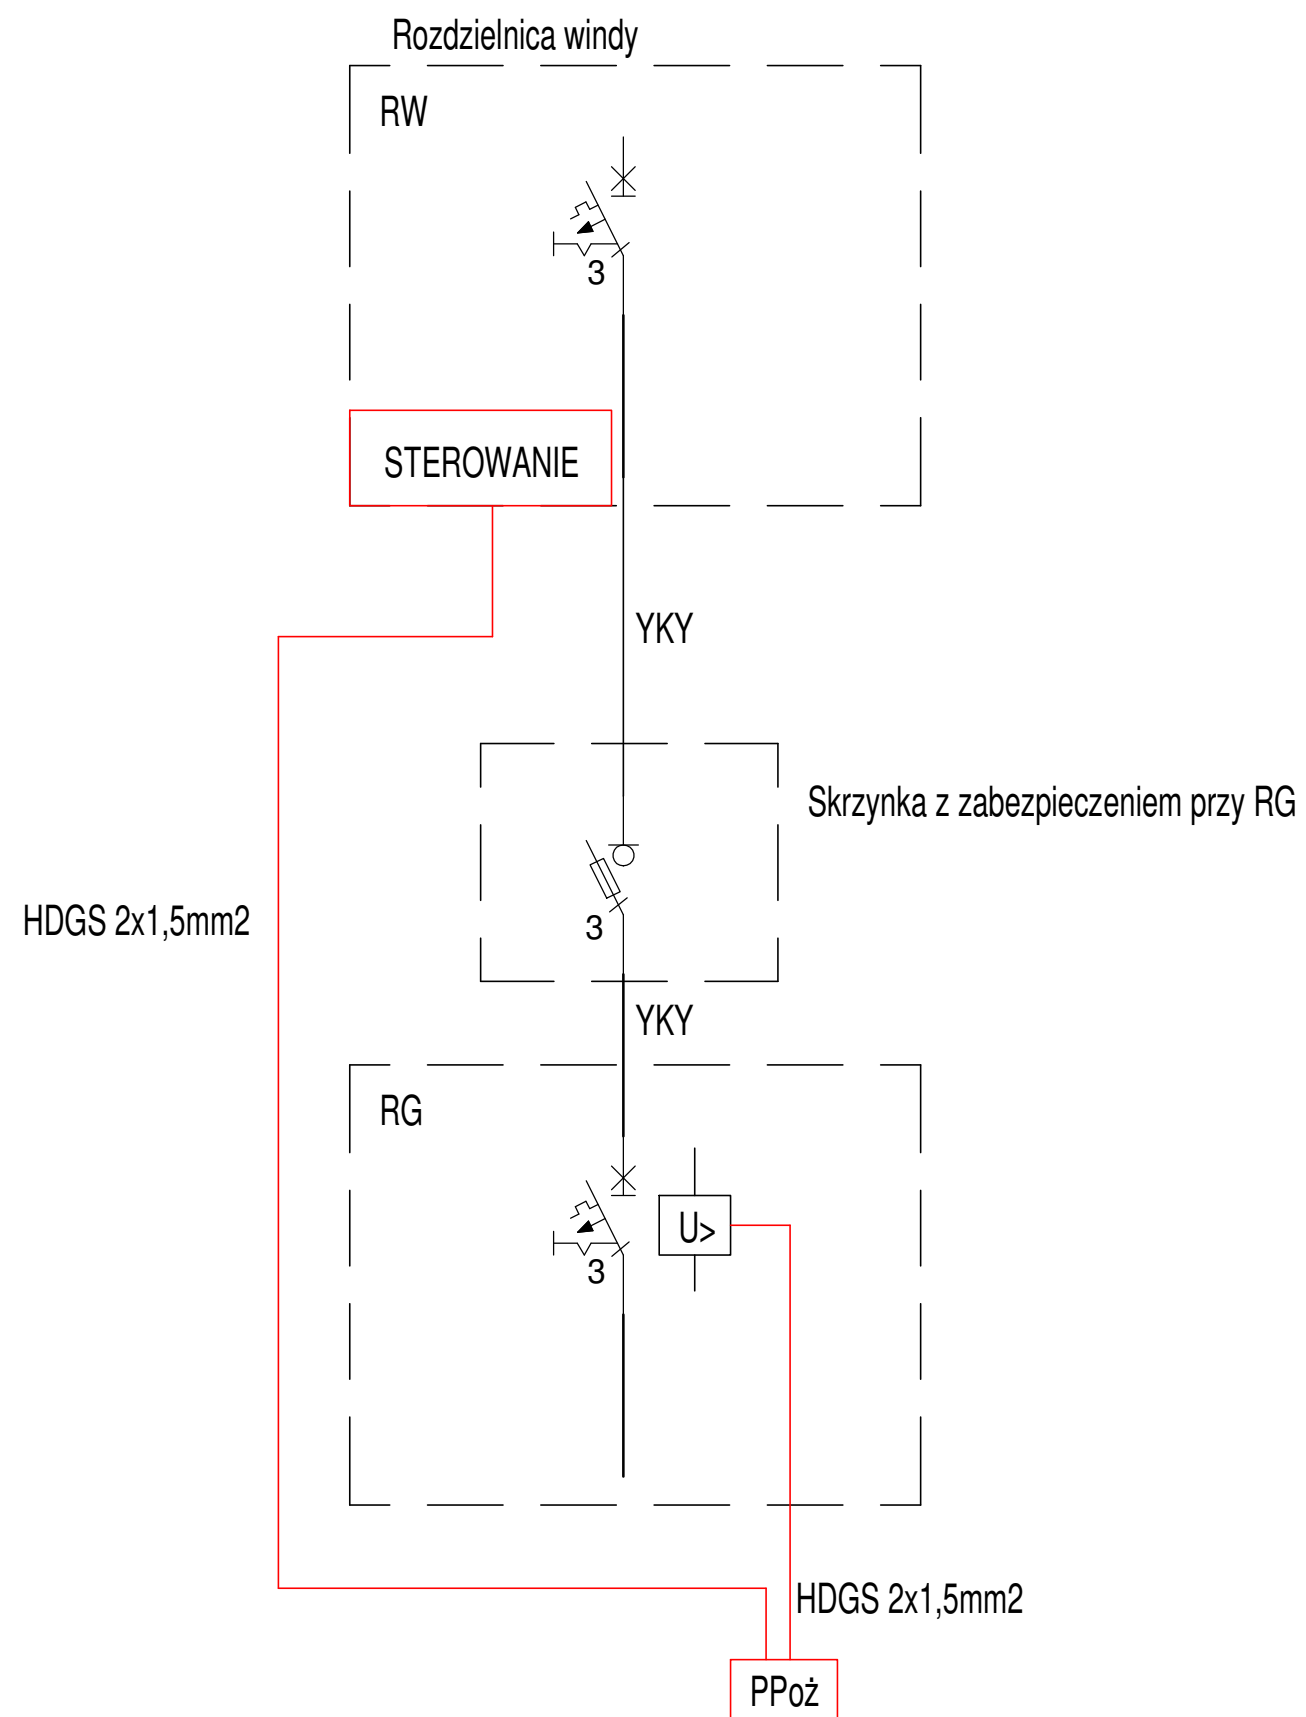 Rozdzielnica windy
RW
3
STEROWANIE
YKY
Skrzynka z zabezpieczeniem przy RG
HDGS 2x1,5mm2
3
YKY
RG
U>
3
HDGS 2x1,5mm2
PPoż